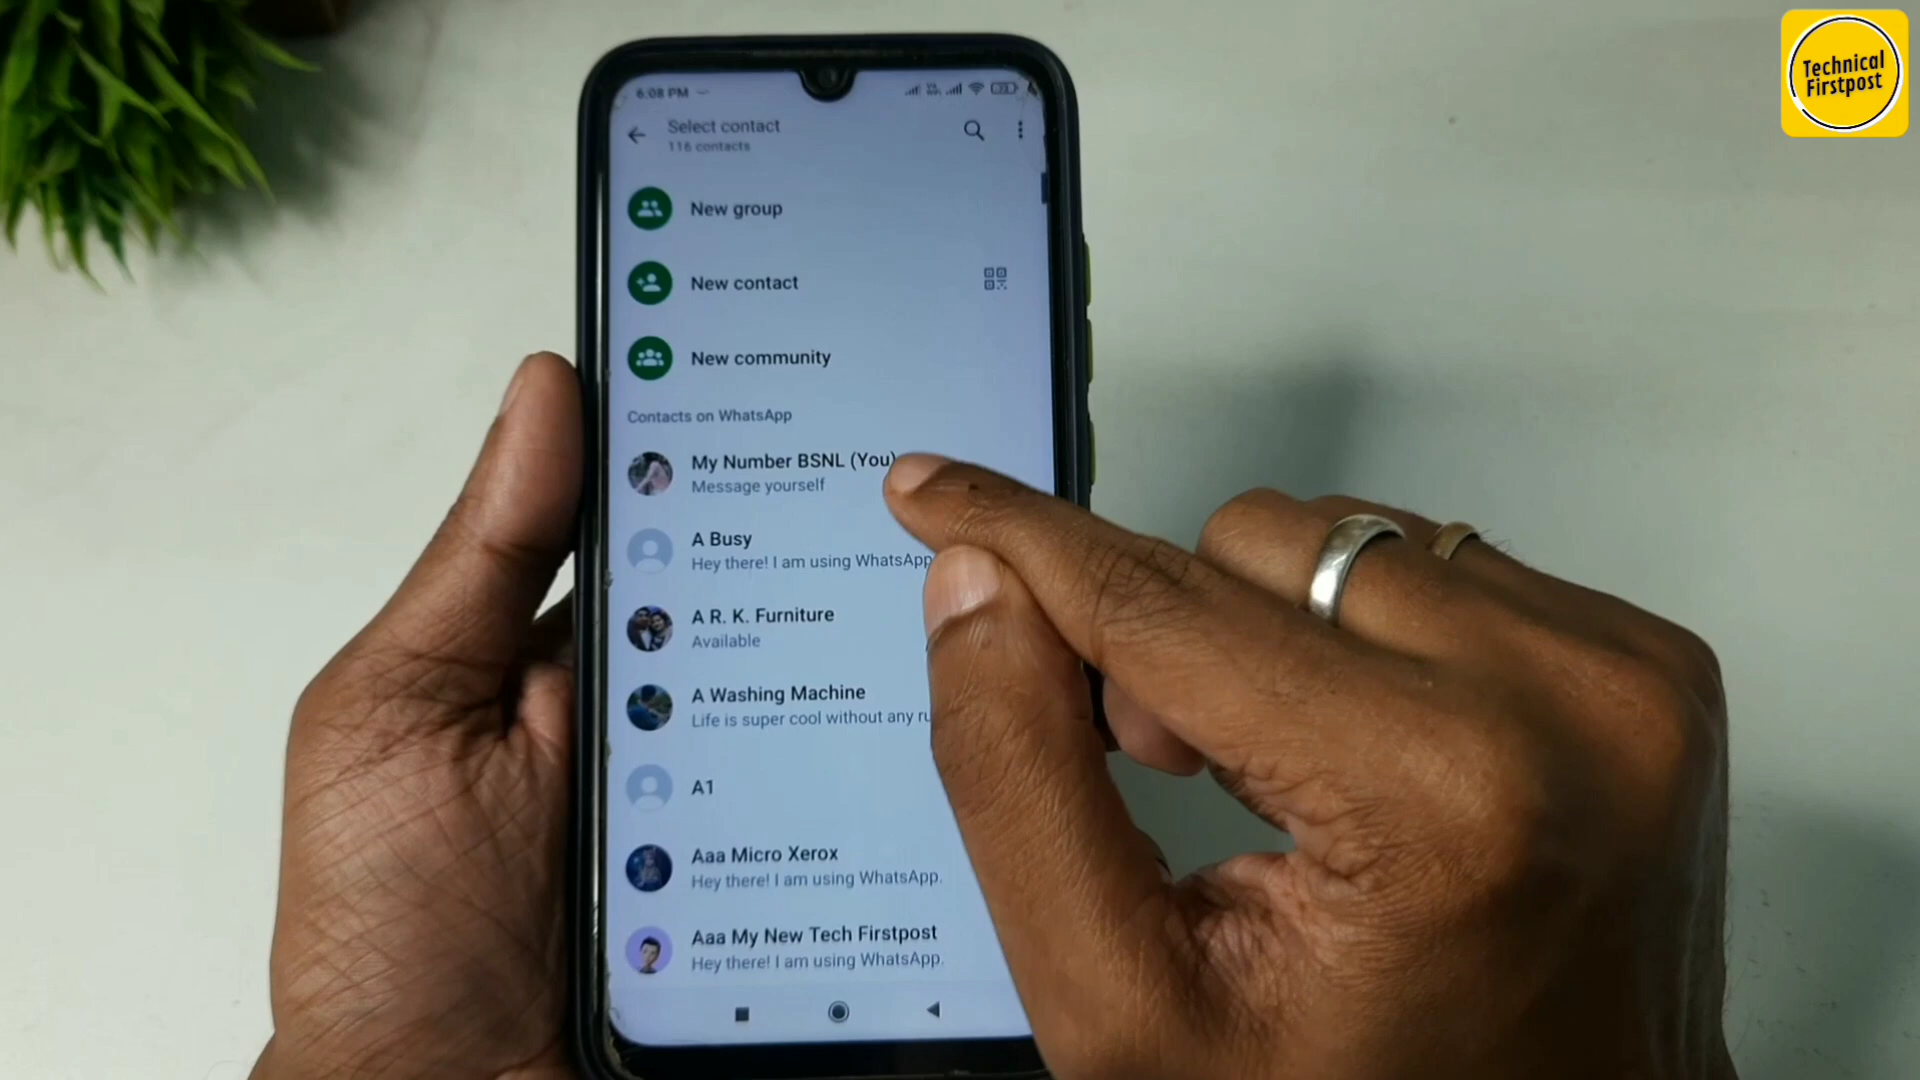 Technical
Firstpost
6:08 PM
Select contact
116 contacts
New group
New contact
New community
Contacts on WhatsApp
My Number BSNL (You)
Message yourself
A Busy
Hey there! I am using WhatsApp
A R. K. Furniture
Available
A Washing Machine
Life is super cool without any
A1
Aaa Micro Xerox
Hey there! I am using WhatsApp.
Aaa My New Tech Firstpost
Hey there! I am using WhatsApp.